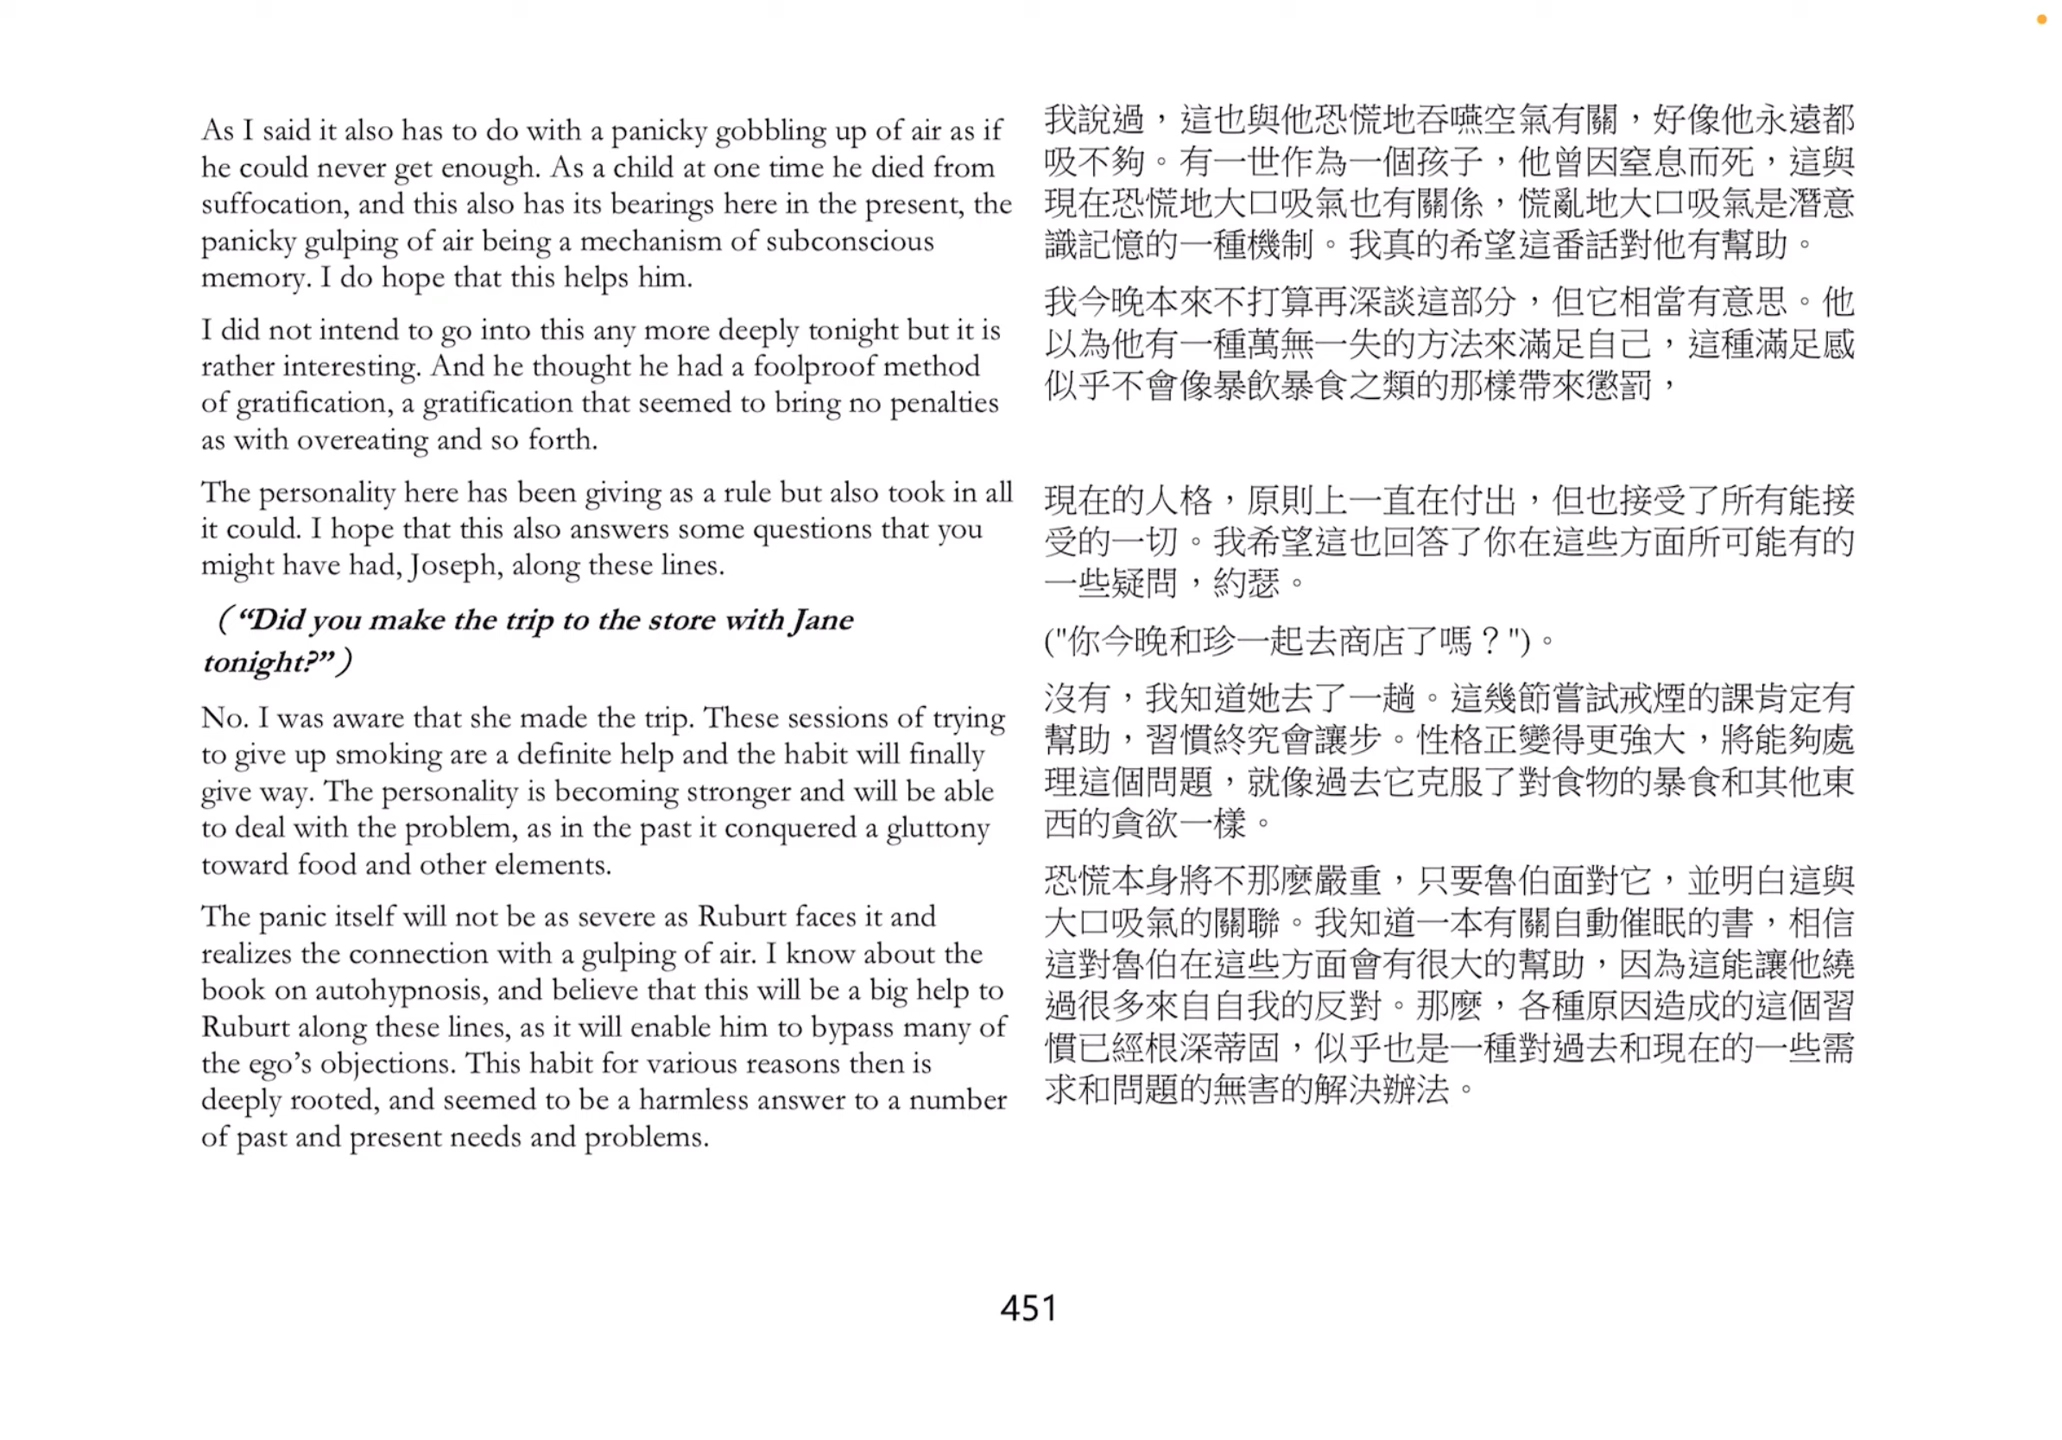 As I said it also has to do with a panicky gobbling up of air as if
he could never get enough. As a child at one time he died from
suffocation, and this also has its bearings here in the present, the
panicky gulping of air being a mechanism of subconscious
memory. I do hope that this helps him.
I did not intend to go into this any more deeply tonight but it is
rather interesting. And he thought he had a foolproof method
of gratification, a gratification that seemed to bring no penalties
as with overeating and so forth.
The personality here has been giving as a rule but also took in all
it could. I hope that this also answers some questions that you
might have had, Joseph, along these lines.
（“Did you make the trip to the store with Jane
tonight?”）
No. I was aware that she made the trip. These sessions of trying
to give up smoking are a definite help and the habit will finally
give way. The personality is becoming stronger and will be able
to deal with the problem, as in the past it conquered a gluttony
toward food and other elements.
The panic itself will not be as severe as Ruburt faces it and
realizes the connection with a gulping of air. I know about the
book on autohypnosis, and believe that this will be a big help to
Ruburt along these lines, as it will enable him to bypass many of
the ego’s objections. This habit for various reasons then is
deeply rooted, and seemed to be a harmless answer to a number
of past and present needs and problems.
我說過，這也與他恐慌地吞嚥空氣有關，好像他永遠都
吸不夠。有一世作為一個孩子，他曾因窒息而死，這與
現在恐慌地大口吸氣也有關係，慌亂地大口吸氣是潛意
識記憶的一種機制。我真的希望這番話對他有幫助。
我今晚本來不打算再深談這部分，但它相當有意思。他
以為他有一種萬無一失的方法來滿足自己，這種滿足感
似乎不會像暴飲暴食之類的那樣帶來懲罰，
現在的人格，原則上一直在付出，但也接受了所有能接
受的一切。我希望這也回答了你在這些方面所可能有的
一些疑問，約瑟。
("你今晚和珍一起去商店了嗎？")。
沒有，我知道她去了一趟。這幾節嘗試戒煙的課肯定有
幫助，習慣終究會讓步。性格正變得更強大，將能夠處
理這個問題，就像過去它克服了對食物的暴食和其他東
西的貪欲一樣。
恐慌本身將不那麼嚴重，只要魯伯面對它，並明白這與
大口吸氣的關聯。我知道一本有關自動催眠的書，相信
這對魯伯在這些方面會有很大的幫助，因為這能讓他繞
過很多來自自我的反對。那麼，各種原因造成的這個習
慣已經根深蒂固，似乎也是一種對過去和現在的一些需
求和問題的無害的解決辦法。
451